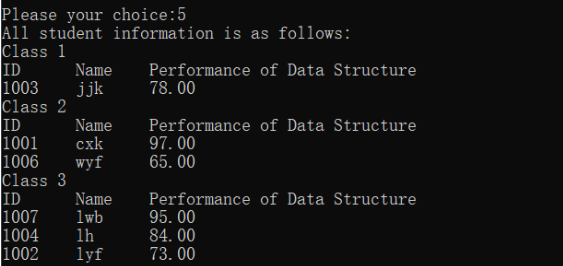 Please your choice:5
All student information is as follows:
Class 1
ID Name Performance of Data Structure
1003 jjk 78.00
Class 2
ID Name Performance of Data Structure
1001 cxk 97.00
1006 wyf 65.00
Class 3
ID Name Performance of Data Structure
1007 lwb 95.00
1004 lh 84.00
1002 lyf 73.00